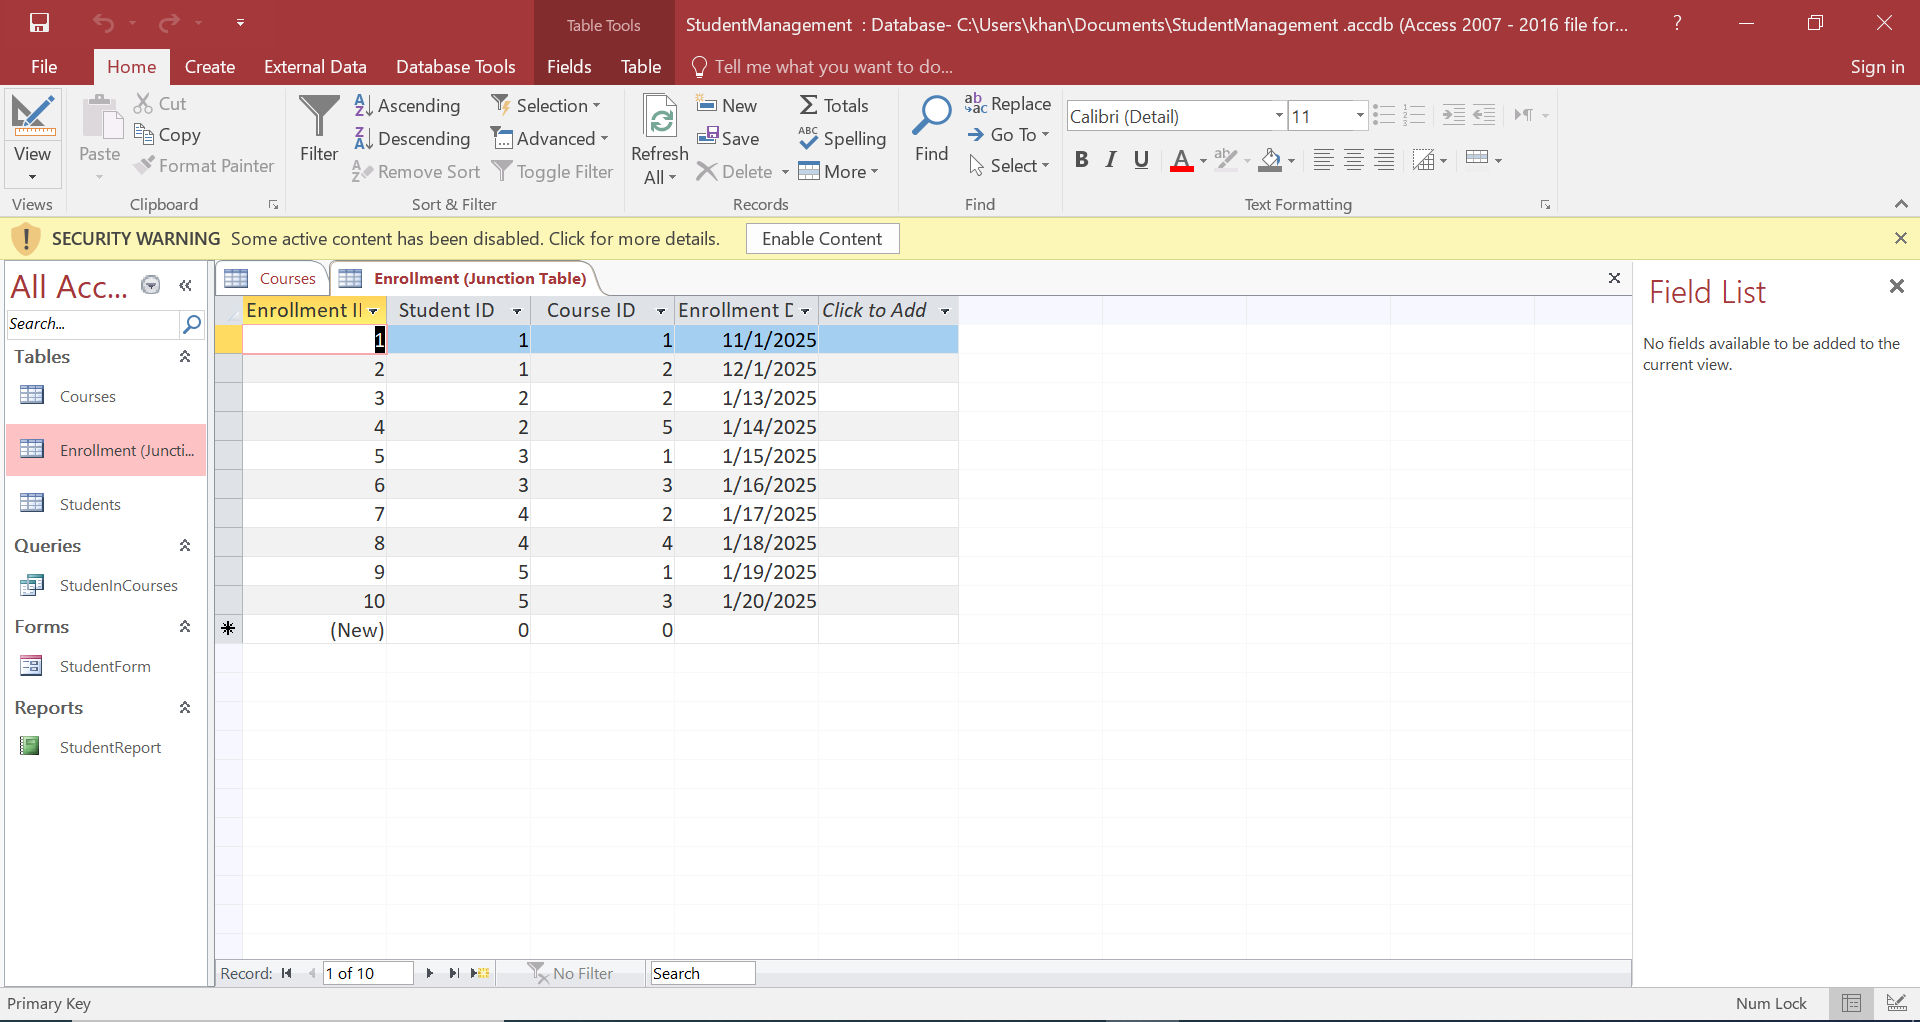 Table Tools
StudentManagement : Database- C:\Users\khan\Documents\StudentManagement .accdb (Access 2007 - 2016 file for...
?
File Home Create External Data Database Tools Fields Table Tell me what you want to do... Sign in
View
Views
Paste
Cut
Copy
Format Painter
Clipboard
Filter
Ascending
Descending
Remove Sort
Selection
Advanced
Toggle Filter
Sort & Filter
Refresh
All
New
Save
Delete
Totals
Spelling
More
Records
Find
Replace
Go To
Select
Find
Calibri (Detail) 11
B I U A
Text Formatting
SECURITY WARNING Some active content has been disabled. Click for more details. Enable Content
All Acc...
Search...
Tables
Courses
Enrollment (Juncti...
Students
Queries
StudenInCourses
Forms
StudentForm
Reports
StudentReport
Courses Enrollment (Junction Table)
Enrollment II Student ID Course ID Enrollment D Click to Add
1 1 1 11/1/2025
2 1 2 12/1/2025
3 2 2 1/13/2025
4 2 5 1/14/2025
5 3 1 1/15/2025
6 3 3 1/16/2025
7 4 2 1/17/2025
8 4 4 1/18/2025
9 5 1 1/19/2025
10 5 3 1/20/2025
(New) 0 0
Record: 1 of 10 No Filter Search
Field List
No fields available to be added to the
current view.
Primary Key Num Lock